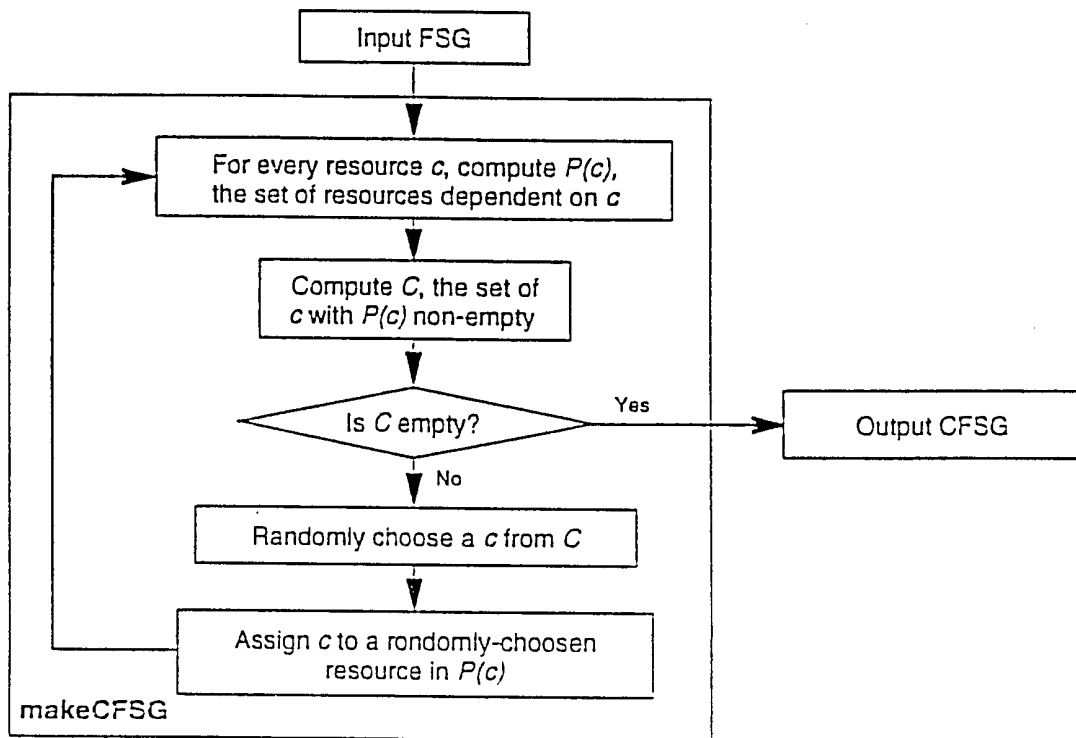 Input FSG
For every resource c, compute P(c),
the set of resources dependent on c
Compute C, the set of
c with P(c) non-empty
Is C empty?
Yes
Output CFSG
No
Randomly choose a c from C
Assign c to a rondomly-choosen
resource in P(c)
makeCFSG